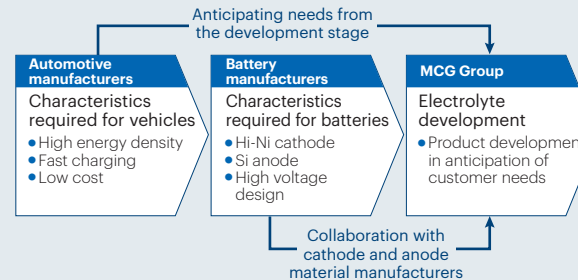 Anticipating needs from
the development stage
Automotive
manufacturers
Characteristics
required for vehicles
● High energy density
● Fast charging
● Low cost
Battery
manufacturers
Characteristics
required for batteries
● Hi-Ni cathode
● Si anode
● High voltage
design
MCG Group
Electrolyte
development
● Product development
in anticipation of
customer needs
Collaboration with
cathode and anode
material manufacturers